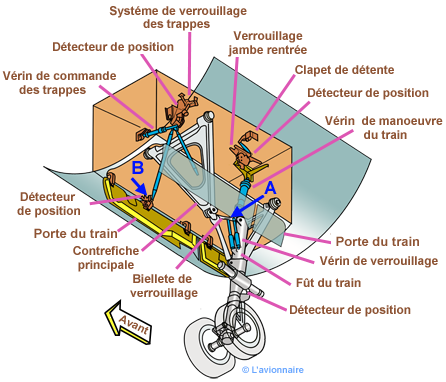 Systéme de verrouillage
des trappes
Détecteur de position
Verrouillage
jambe rentrée
Vérin de commande
des trappes
Clapet de détente
Détecteur de position
Vérin de manoeuvre
du train
B
A
Détecteur
de position
Porte du train
Contrefiche
principale
Biellete de
verrouillage
Porte du train
Vérin de verrouillage
Fût du train
Détecteur de position
Avant
© L'avionnaire